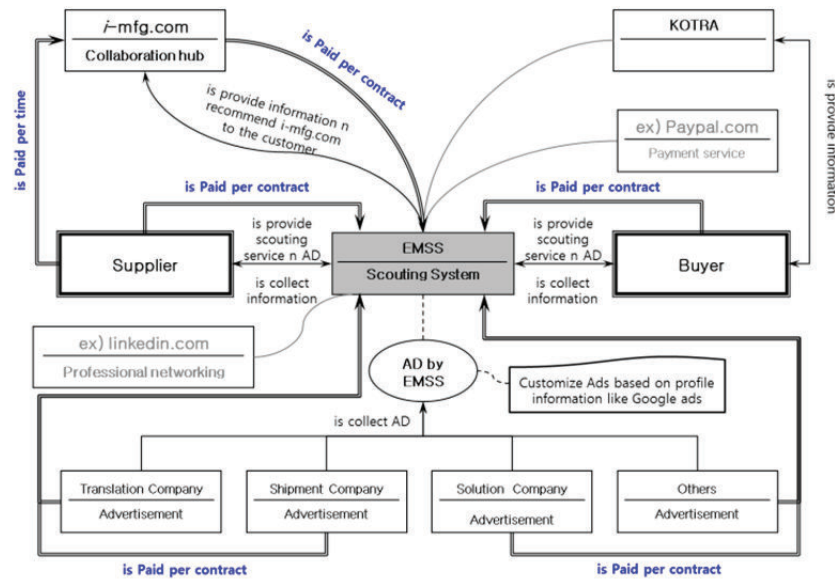 i-mfg.com
Collaboration hub
KOTRA
is Paid per contract
is provide information n
recommend i-mfg.com
to the customer
is Paid per time
is provide information
ex) Paypal.com
Payment service
is Paid per contract
is Paid per contract
Supplier
is provide
scouting
service n AD
is collect
information
EMSS
Scouting System
is provide
scouting
service n AD
is collect
information
Buyer
ex) linkedin.com
Professional networking
AD by
EMSS
Customize Ads based on profile
information like Google ads
is collect AD
Translation Company
Advertisement
Shipment Company
Advertisement
Solution Company
Advertisement
Others
Advertisement
is Paid per contract
is Paid per contract